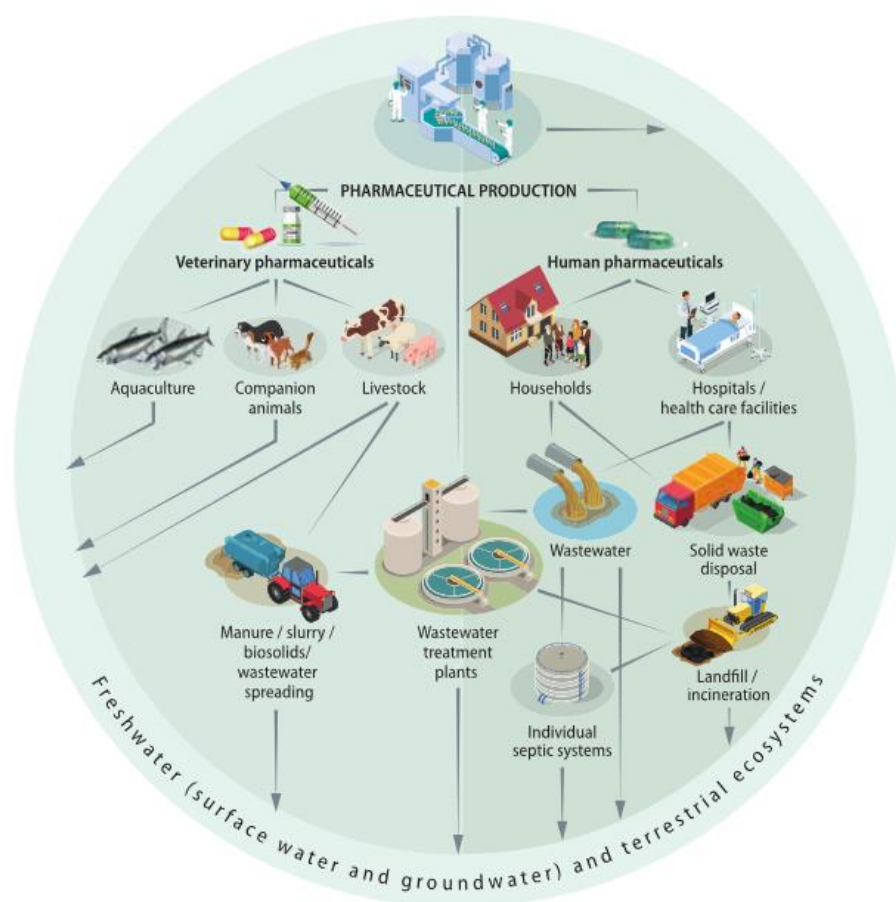 PHARMACEUTICAL PRODUCTION
Veterinary pharmaceuticals
Human pharmaceuticals
Aquaculture
Companion
animals
Livestock
Households
Hospitals /
health care facilities
Wastewater
Solid waste
disposal
Manure / slurry /
biosolids/
wastewater
spreading
Wastewater
treatment
plants
Landfill /
incineration
Individual
septic systems
Freshwater (surface water and groundwater) and terrestrial ecosystems